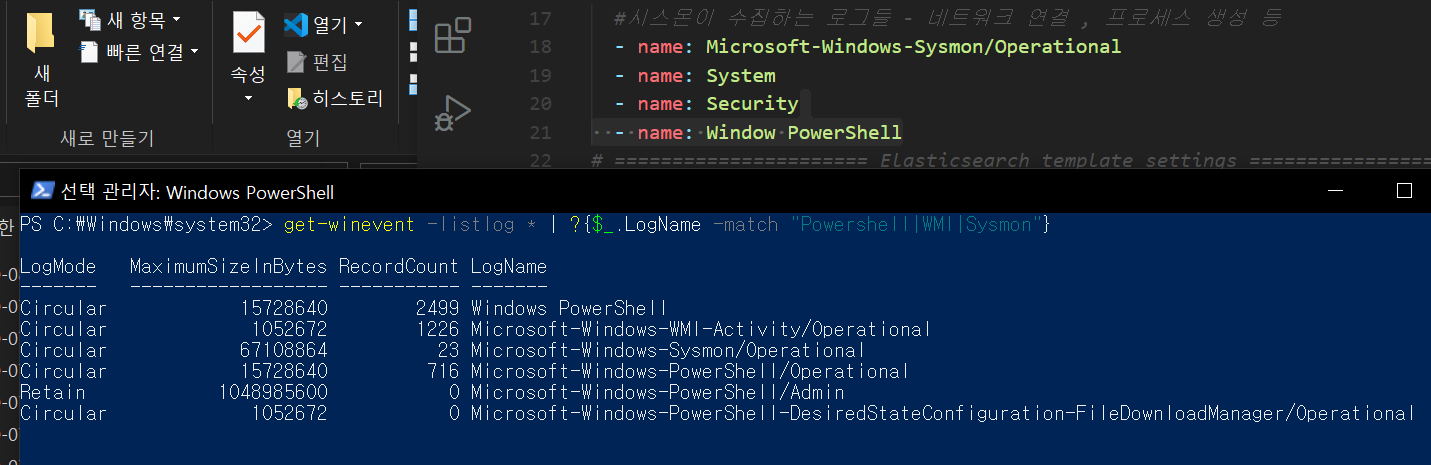 새 항목
빠른 연결
새
폴더
새로 만들기
속성
열기
편집
히스토리
열기
17 #시스몬이 수집하는 로그들 - 네트워크 연결 , 프로세스 생성 등
18 - name: Microsoft-Windows-Sysmon/Operational
19 - name: System
20 - name: Security
21 - name: Window PowerShell
22 # ======================= Elasticsearch template settings =================
선택 관리자: Windows PowerShell
PS C:\Windows\system32> get-winevent -listlog * | ?{$_.LogName -match "Powershell|WMI|Sysmon"}
LogMode MaximumSizeInBytes RecordCount LogName
------- ------------------ ----------- -------
Circular 15728640 2499 Windows PowerShell
Circular 1052672 1226 Microsoft-Windows-WMI-Activity/Operational
Circular 67108864 23 Microsoft-Windows-Sysmon/Operational
Circular 15728640 716 Microsoft-Windows-PowerShell/Operational
Retain 1048985600 0 Microsoft-Windows-PowerShell/Admin
Circular 1052672 0 Microsoft-Windows-PowerShell-DesiredStateConfiguration-FileDownloadManager/Operational